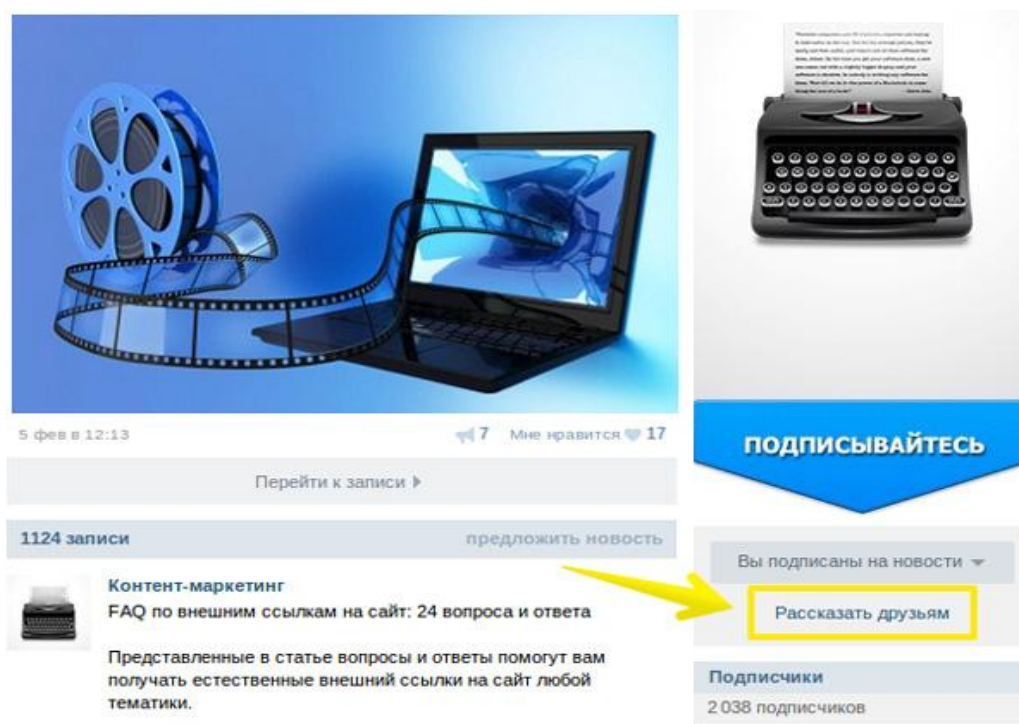 5 фев в 12:13
7 Мне нравится 17
Перейти к записи
1124 записи
предложить новость
Контент-маркетинг
FAQ по внешним ссылкам на сайт: 24 вопроса и ответа
Представленные в статье вопросы и ответы помогут вам
получать естественные внешний ссылки на сайт любой
тематики.
ПОДПИСЫВАЙТЕСЬ
Вы подписаны на новости
Рассказать друзьям
Подписчики
2 038 подписчиков